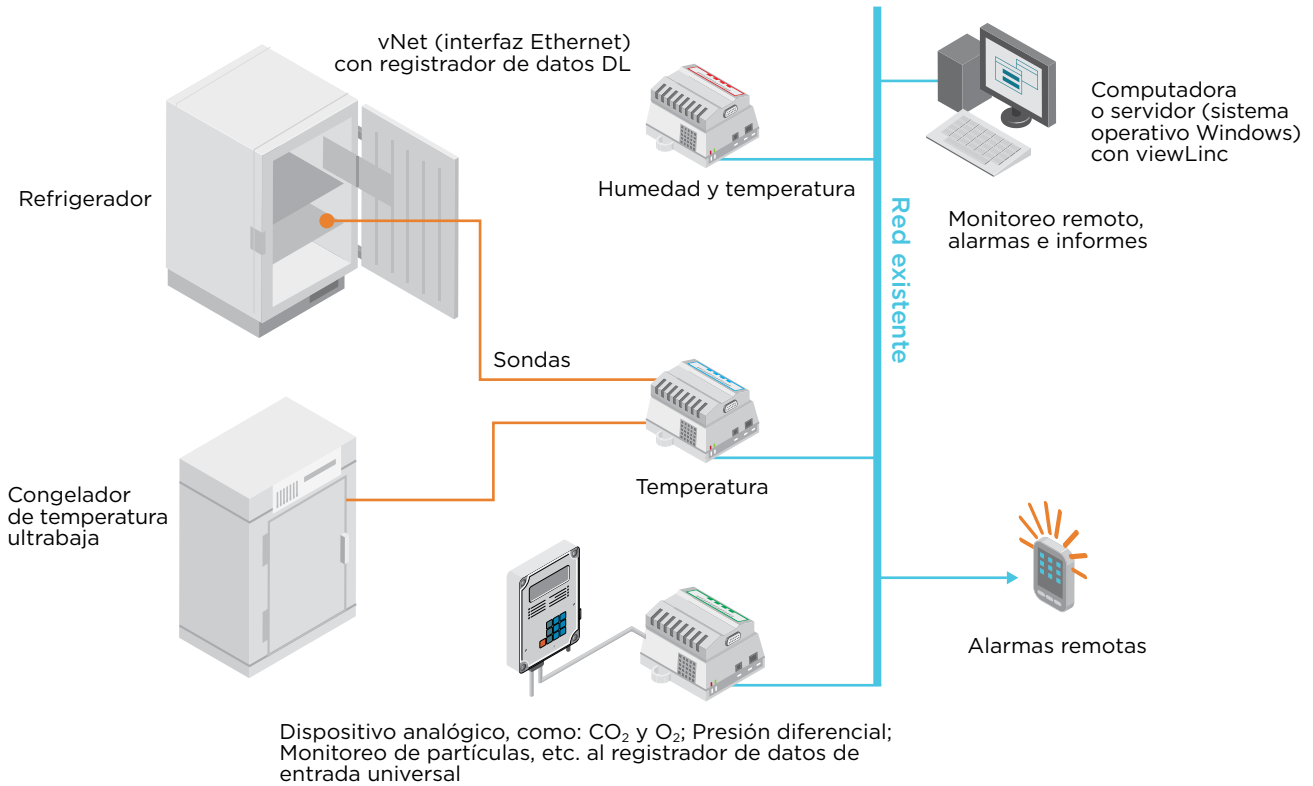 vNet (interfaz Ethernet)
con registrador de datos DL
Computadora
o servidor (sistema
operativo Windows)
con viewLinc
Refrigerador
Humedad y temperatura
Red existente
Monitoreo remoto,
alarmas e informes
Sondas
Temperatura
Congelador
de temperatura
ultrabaja
Alarmas remotas
Dispositivo analógico, como: CO₂ y O₂; Presión diferencial;
Monitoreo de partículas, etc. al registrador de datos de
entrada universal